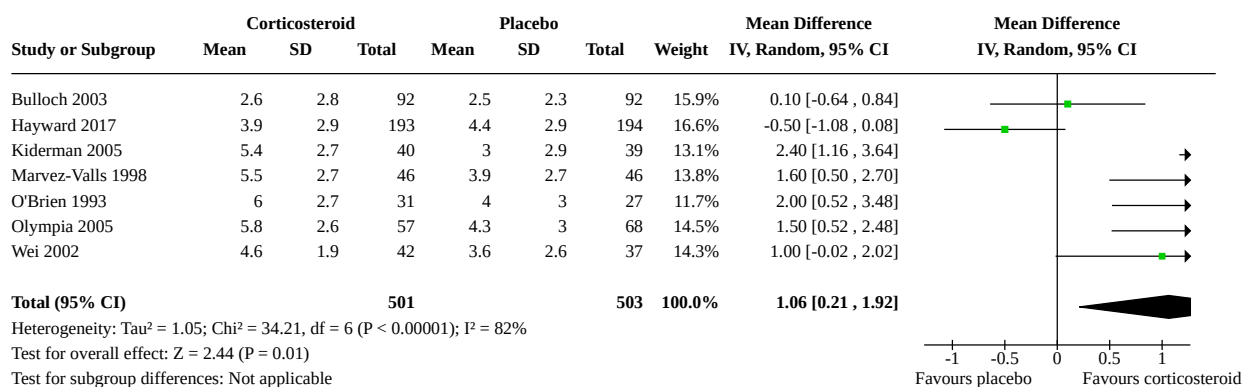 Corticosteroid Placebo Mean Difference Mean Difference
Study or Subgroup Mean SD Total Mean SD Total Weight IV, Random, 95% CI IV, Random, 95% CI
Bulloch 2003 2.6 2.8 92 2.5 2.3 92 15.9% 0.10 [-0.64 , 0.84]
Hayward 2017 3.9 2.9 193 4.4 2.9 194 16.6% -0.50 [-1.08 , 0.08]
Kiderman 2005 5.4 2.7 40 3 2.9 39 13.1% 2.40 [1.16 , 3.64]
Marvez-Valls 1998 5.5 2.7 46 3.9 2.7 46 13.8% 1.60 [0.50 , 2.70]
O'Brien 1993 6 2.7 31 4 3 27 11.7% 2.00 [0.52 , 3.48]
Olympia 2005 5.8 2.6 57 4.3 3 68 14.5% 1.50 [0.52 , 2.48]
Wei 2002 4.6 1.9 42 3.6 2.6 37 14.3% 1.00 [-0.02 , 2.02]
Total (95% CI) 501 503 100.0% 1.06 [0.21 , 1.92]
Heterogeneity: Tau² = 1.05; Chi² = 34.21, df = 6 (P < 0.00001); I² = 82%
Test for overall effect: Z = 2.44 (P = 0.01) -1 -0.5 0 0.5 1
Test for subgroup differences: Not applicable Favours placebo Favours corticosteroid